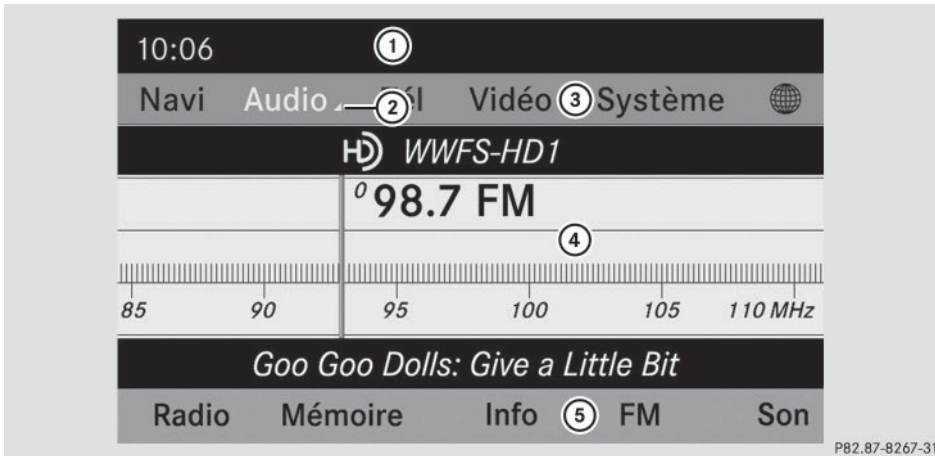 10:06 1
Navi Audio 2 él Vidéo 3 Système
HD WWFS-HD1
0 98.7 FM
4
85 90 95 100 105 110 MHz
Goo Goo Dolls: Give a Little Bit
Radio Mémoire Info 5 FM Son
P82.87-8267-31